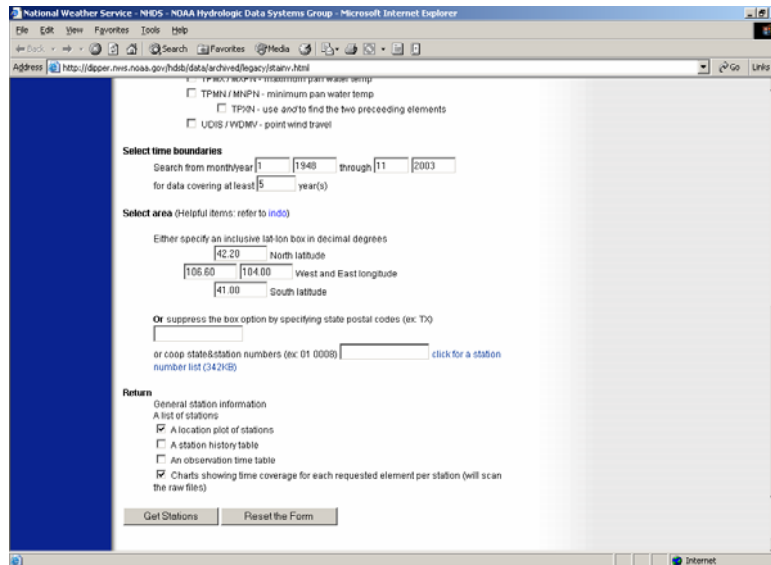 National Weather Service - NHDS - NOAA Hydrologic Data Systems Group - Microsoft Internet Explorer
File Edit View Favorites Tools Help
Back Search Favorites Media
Address http://dipper.nws.noaa.gov/hdsb/data/archived/legacy/stainv.html Go Links
TPMX / MXPN - maximum pan water temp
TPMN / MNPN - minimum pan water temp
TPXN - use and to find the two preceeding elements
UDIS / WDMV - point wind travel
Select time boundaries
Search from month/year 1 1948 through 11 2003
for data covering at least 5 year(s)
Select area (Helpful items: refer to indo)
Either specify an inclusive lat-lon box in decimal degrees
42.20 North latitude
106.60 104.00 West and East longitude
41.00 South latitude
Or suppress the box option by specifying state postal codes (ex: TX)
or coop state&station numbers (ex: 01 0008) click for a station
number list (342KB)
Return
General station information
A list of stations
A location plot of stations
A station history table
An observation time table
Charts showing time coverage for each requested element per station (will scan
the raw files)
Get Stations Reset the Form
Internet